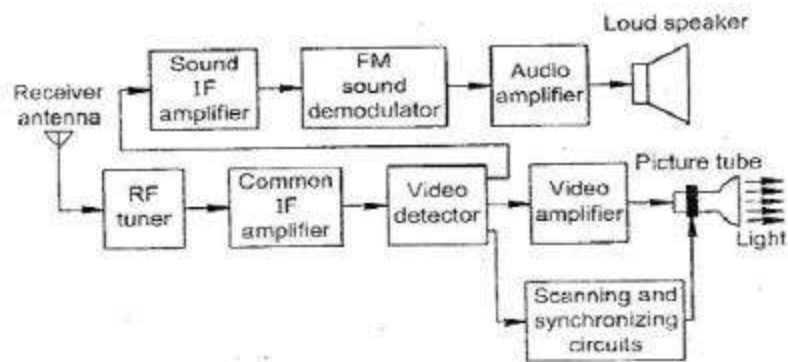 Loud speaker
Sound
IF
amplifier
FM
sound
demodulator
Audio
amplifier
Receiver
antenna
Picture tube
RF
tuner
Common
IF
amplifier
Video
detector
Video
amplifier
Light
Scanning and
synchronizing
circuits